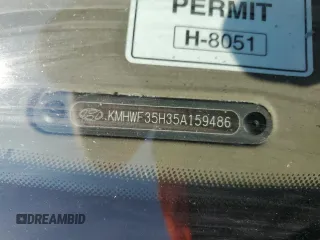 PERMIT
H-8051
KMHWF35H35A159486
DREAMBID